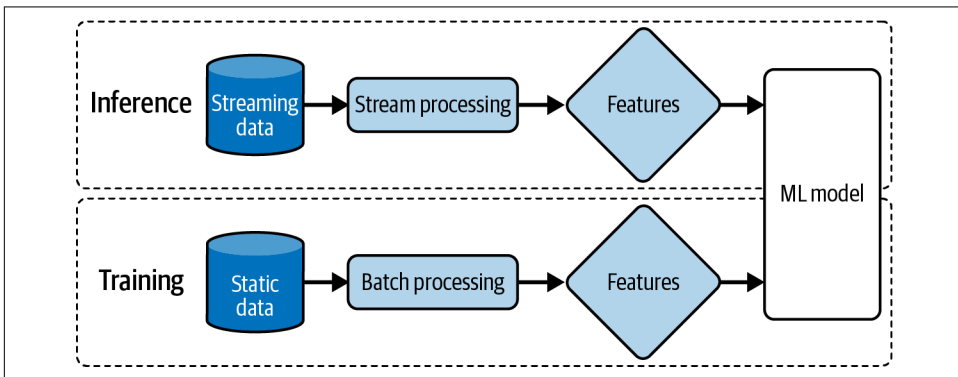 Inference
Streaming
data
Stream processing
Features
ML model
Training
Static
data
Batch processing
Features